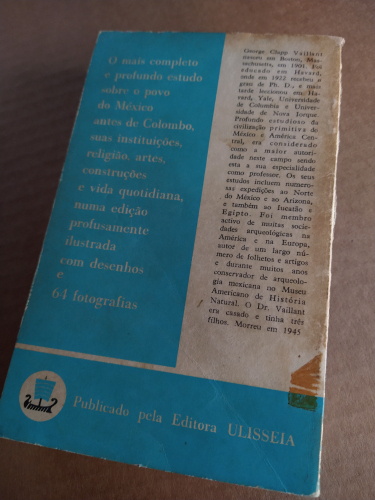 O mais completo
e profundo estudo
sobre o povo
do México
antes de Colombo,
suas instituïções,
religião, artes,
construções
e vida quotidiana,
numa edição
profusamente
ilustrada
com desenhos
e
64 fotografias
George Clapp Vaillant
nasceu em Boston, Mas-
sachussetts, em 1901. Foi
educado em Harvard,
onde em 1922 recebeu o
grau de Ph. D., e mais
tarde leccionou em Ha-
rvard, Yale, Universidade
de Colúmbia e Univer-
sidade de Nova Iorque.
Profundo estudioso da
civilização primitiva do
México e América Cen-
tral, era considerado
como a maior autori-
dade neste campo sendo
esta a sua especialidade
como professor. Os seus
estudos incluem numero-
sas expedições ao Norte
do México e ao Arizona,
e também ao Iucatão e
Egipto. Foi membro
activo de muitas socie-
dades arqueológicas na
América e na Europa,
autor de um largo nú-
mero de folhetos e artigos
e durante muitos anos
conservador de arqueolo-
gia mexicana no Museu
Americano de História
Natural. O Dr. Vaillant
era casado e tinha três
filhos. Morreu em 1945
Publicado pela Editora ULISSEIA